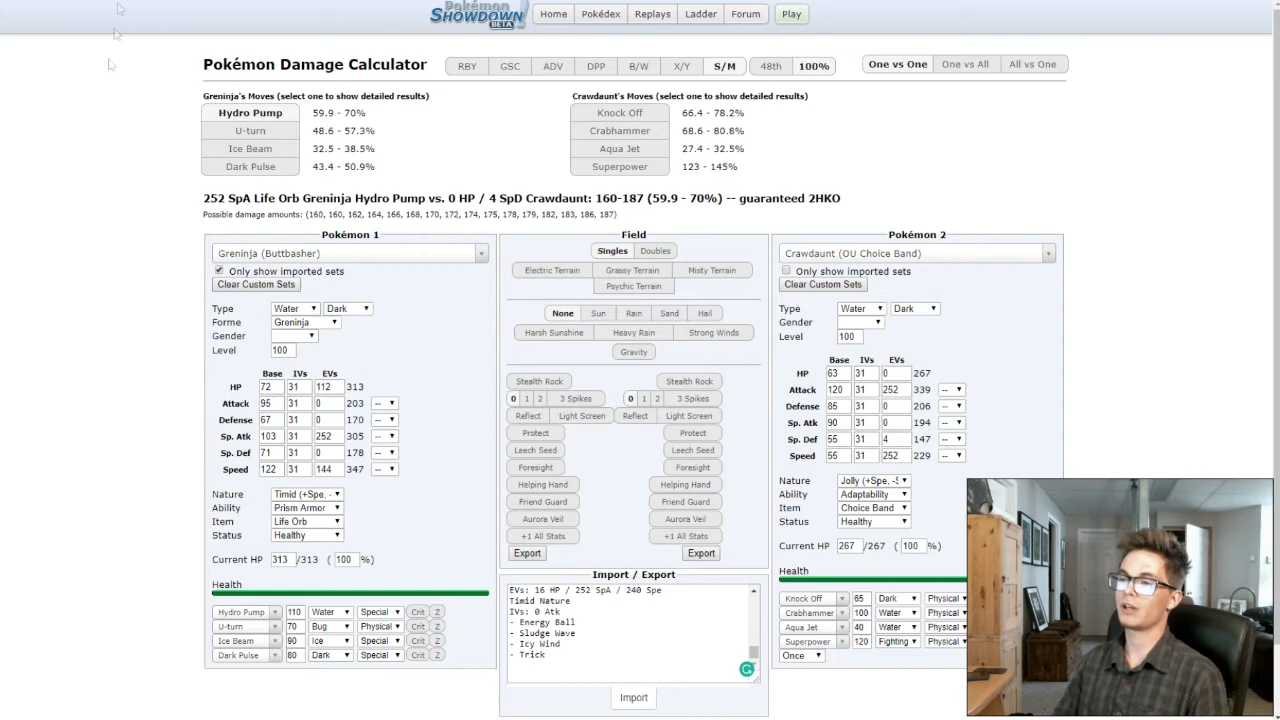 Pokémon
SHOWDOWN!
BETA
Home Pokédex Replays Ladder Forum Play
Pokémon Damage Calculator RBY GSC ADV DPP B/W X/Y S/M 48th 100% One vs One One vs All All vs One
Greninja's Moves (select one to show detailed results)
Hydro Pump 59.9 - 70%
U-turn 48.6 - 57.3%
Ice Beam 32.5 - 38.5%
Dark Pulse 43.4 - 50.9%
Crawdaunt's Moves (select one to show detailed results)
Knock Off 66.4 - 78.2%
Crabhammer 68.6 - 80.8%
Aqua Jet 27.4 - 32.5%
Superpower 123 - 145%
252 SpA Life Orb Greninja Hydro Pump vs. 0 HP / 4 SpD Crawdaunt: 160-187 (59.9 - 70%) -- guaranteed 2HKO
Possible damage amounts: (160, 160, 162, 164, 166, 168, 170, 172, 174, 175, 178, 179, 182, 183, 186, 187)
Pokémon 1
Greninja (Buttbasher)
Only show imported sets
Clear Custom Sets
Type Water Dark
Forme Greninja
Gender
Level 100
Base IVs EVs
HP 72 31 112 313
Attack 95 31 0 203 --
Defense 67 31 0 170 --
Sp. Atk 103 31 252 305 --
Sp. Def 71 31 0 178 --
Speed 122 31 144 347 --
Nature Timid (+Spe, -
Ability Prism Armor
Item Life Orb
Status Healthy
Current HP 313 /313 ( 100 %)
Health
Hydro Pump 110 Water Special Crit Z
U-turn 70 Bug Physical Crit Z
Ice Beam 90 Ice Special Crit Z
Dark Pulse 80 Dark Special Crit Z
Field
Singles Doubles
Electric Terrain Grassy Terrain Misty Terrain
Psychic Terrain
None Sun Rain Sand Hail
Harsh Sunshine Heavy Rain Strong Winds
Gravity
Stealth Rock Stealth Rock
0 1 2 3 Spikes 0 1 2 3 Spikes
Reflect Light Screen Reflect Light Screen
Protect Protect
Leech Seed Leech Seed
Foresight Foresight
Helping Hand Helping Hand
Friend Guard Friend Guard
Aurora Veil Aurora Veil
+1 All Stats +1 All Stats
Export Export
Import / Export
EVs: 16 HP / 252 SpA / 240 Spe
Timid Nature
IVs: 0 Atk
- Energy Ball
- Sludge Wave
- Icy Wind
- Trick
Import
Pokémon 2
Crawdaunt (OU Choice Band)
Only show imported sets
Clear Custom Sets
Type Water Dark
Gender
Level 100
Base IVs EVs
HP 63 31 0 267
Attack 120 31 252 339 --
Defense 85 31 0 206 --
Sp. Atk 90 31 0 194 --
Sp. Def 55 31 4 147 --
Speed 55 31 252 229 --
Nature Jolly (+Spe, -S
Ability Adaptability
Item Choice Band
Status Healthy
Current HP 267 /267 ( 100 %)
Health
Knock Off 65 Dark Physical
Crabhammer 100 Water Physical
Aqua Jet 40 Water Physical
Superpower 120 Fighting Physical
Once